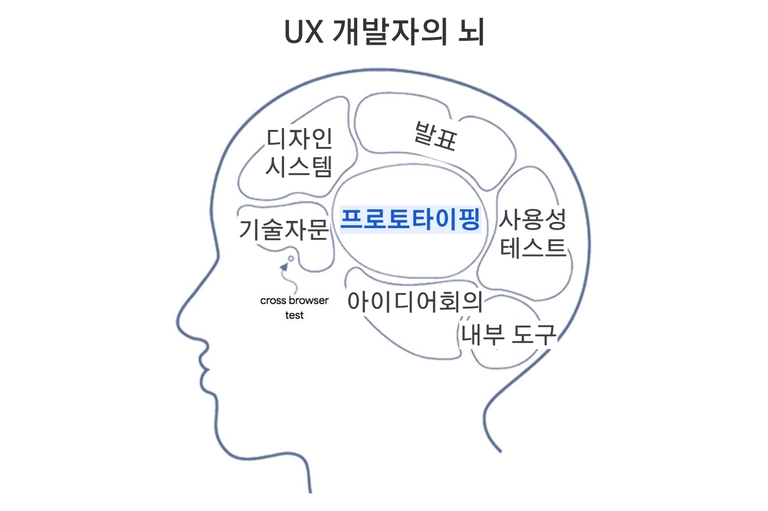 UX 개발자의 뇌
디자인
시스템
발표
기술자문
프로토타이핑
사용성
테스트
cross browser
test
아이디어회의
내부 도구